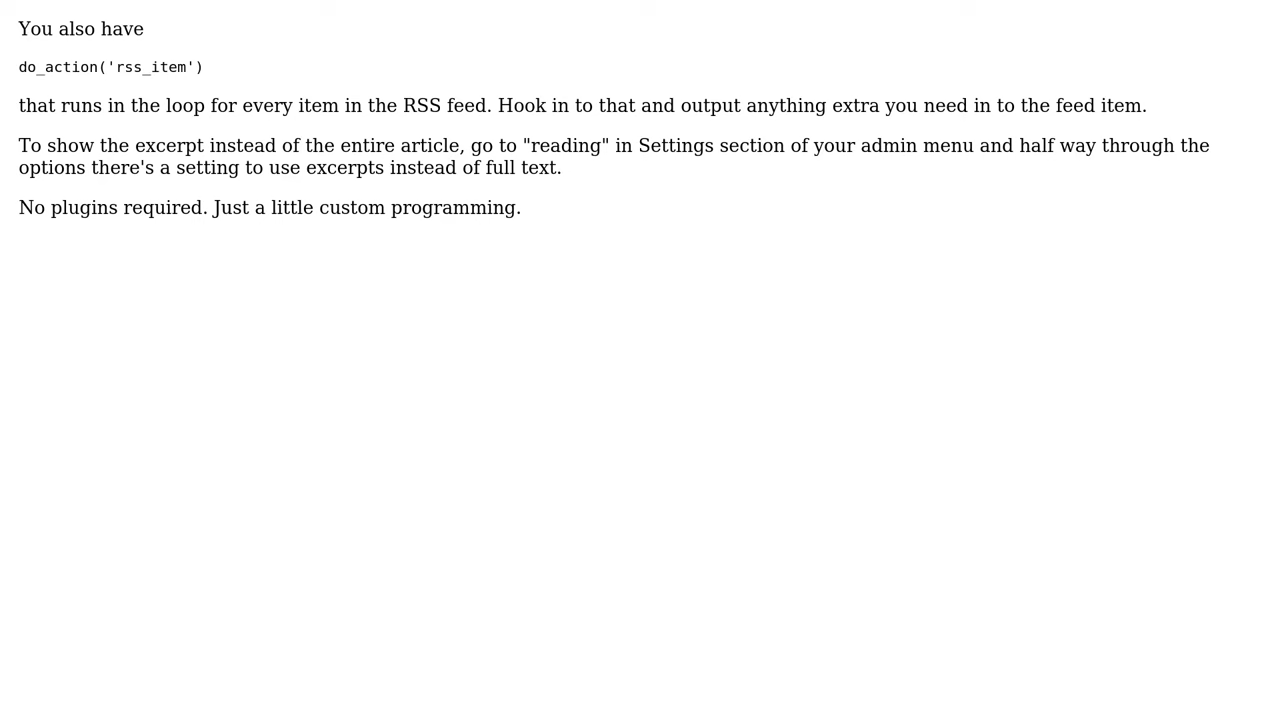 You also have
do_action('rss_item')
that runs in the loop for every item in the RSS feed. Hook in to that and output anything extra you need in to the feed item.
To show the excerpt instead of the entire article, go to "reading" in Settings section of your admin menu and half way through the
options there's a setting to use excerpts instead of full text.
No plugins required. Just a little custom programming.